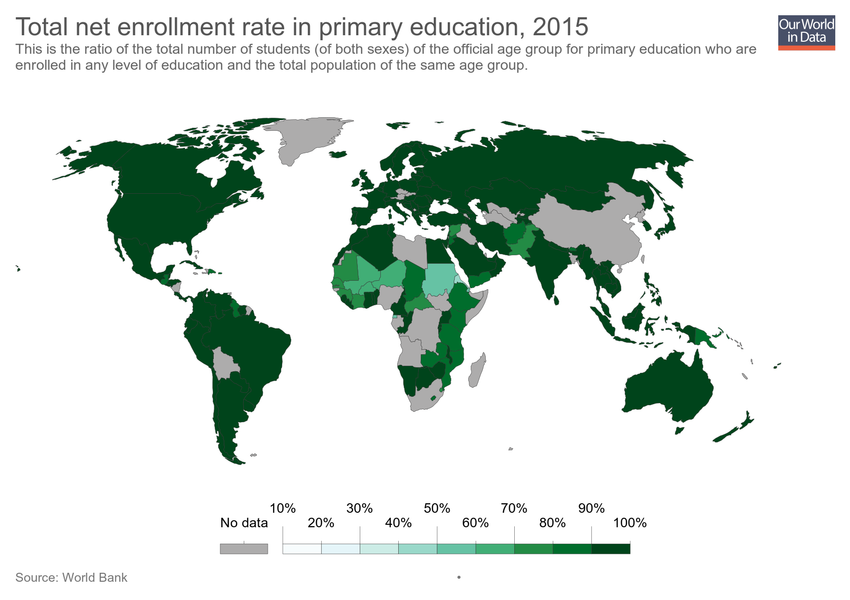 Total net enrollment rate in primary education, 2015
Our World
in Data
This is the ratio of the total number of students (of both sexes) of the official age group for primary education who are
enrolled in any level of education and the total population of the same age group.
10% 30% 50% 70% 90%
No data 20% 40% 60% 80% 100%
Source: World Bank